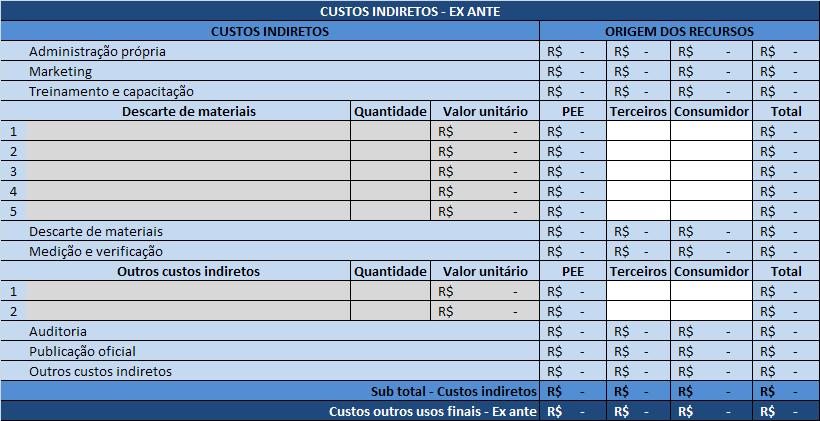 CUSTOS INDIRETOS - EX ANTE
CUSTOS INDIRETOS ORIGEM DOS RECURSOS
Administração própria R$ - R$ - R$ - R$ -
Marketing R$ - R$ - R$ - R$ -
Treinamento e capacitação R$ - R$ - R$ - R$ -
Descarte de materiais Quantidade Valor unitário PEE Terceiros Consumidor Total
1 R$ - R$ - R$ -
2 R$ - R$ - R$ -
3 R$ - R$ - R$ -
4 R$ - R$ - R$ -
5 R$ - R$ - R$ -
Descarte de materiais R$ - R$ - R$ - R$ -
Medição e verificação R$ - R$ - R$ - R$ -
Outros custos indiretos Quantidade Valor unitário PEE Terceiros Consumidor Total
1 R$ - R$ - R$ -
2 R$ - R$ - R$ -
Auditoria R$ - R$ - R$ - R$ -
Publicação oficial R$ - R$ - R$ - R$ -
Outros custos indiretos R$ - R$ - R$ - R$ -
Sub total - Custos indiretos R$ - R$ - R$ - R$ -
Custos outros usos finais - Ex ante R$ - R$ - R$ - R$ -